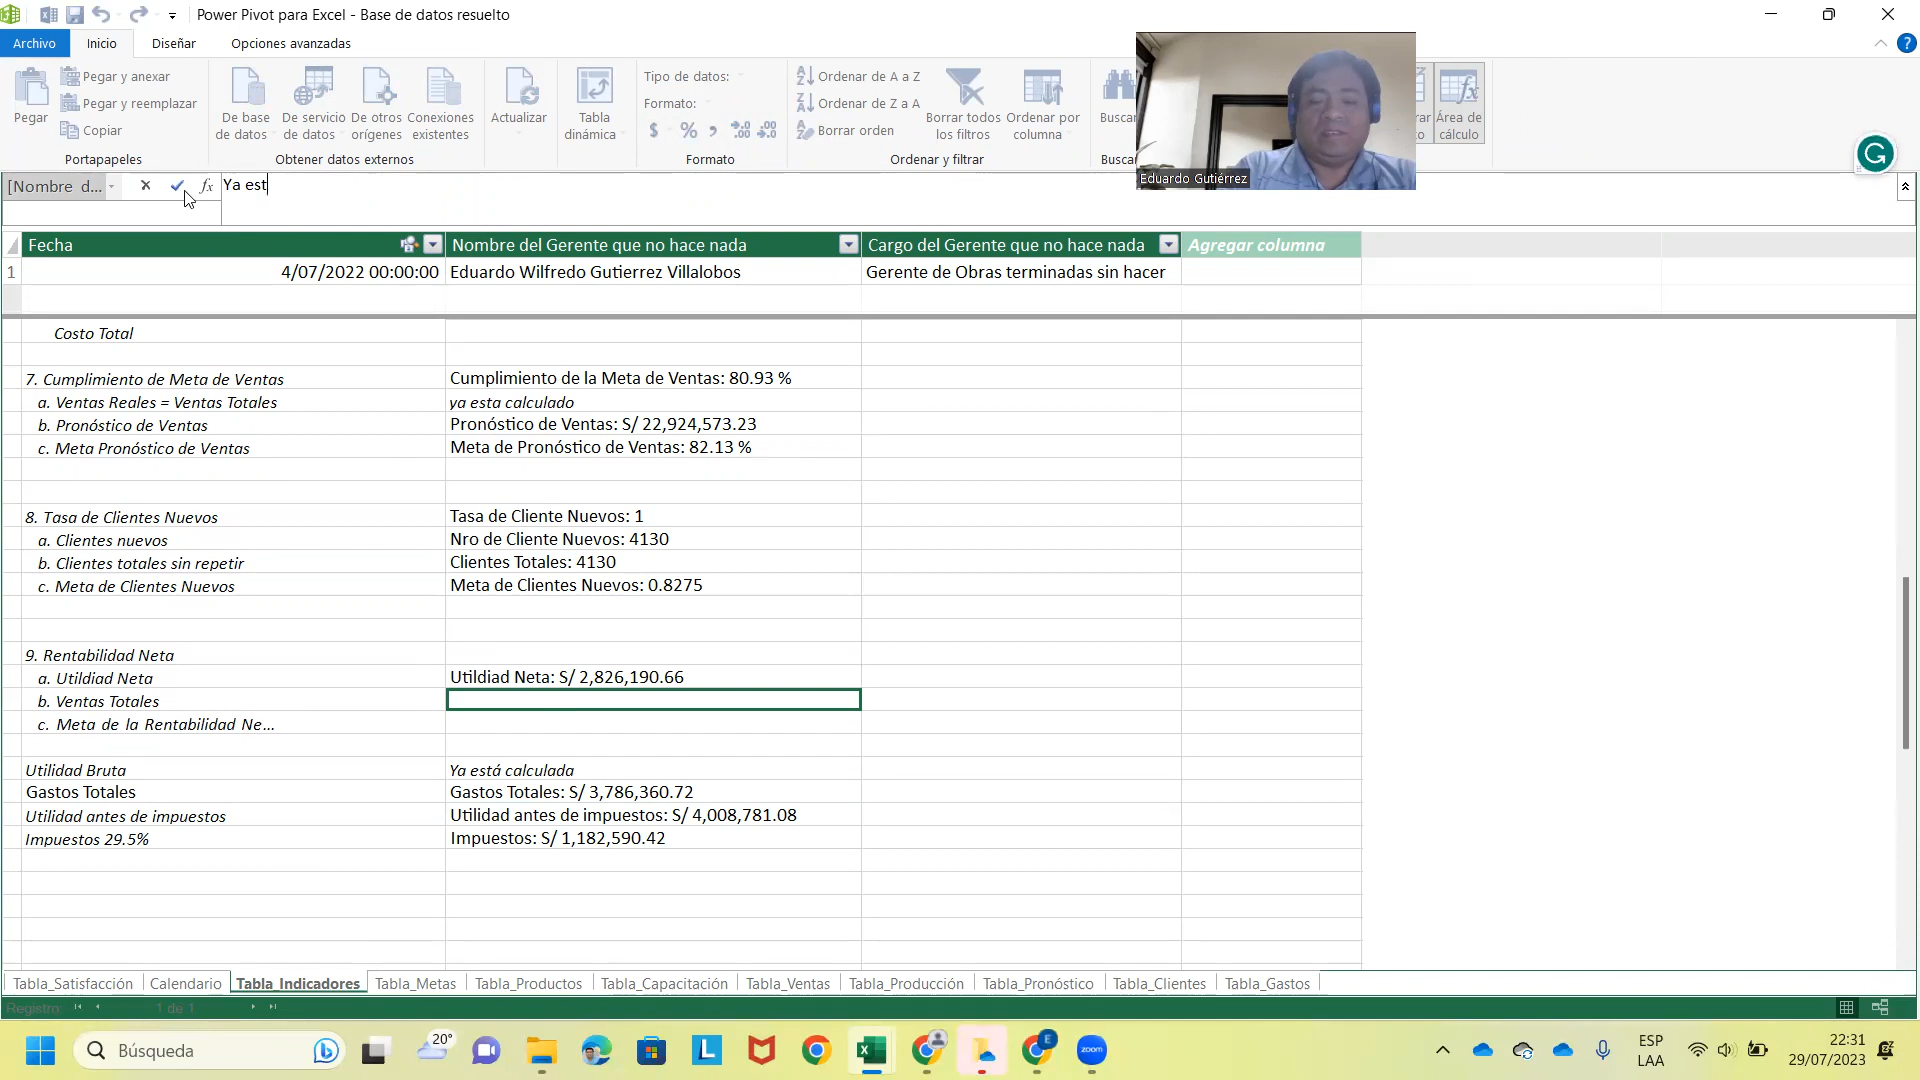 Power Pivot para Excel - Base de datos resuelto
Archivo
Inicio
Diseñar
Opciones avanzadas
Pegar
Pegar y anexar
Pegar y reemplazar
Copiar
Portapapeles
De base de datos
De servicio de datos
De otros orígenes
Conexiones existentes
Obtener datos externos
Actualizar
Tabla dinámica
Tipo de datos:
Formato:
$ % ,
Formato
Ordenar de A a Z
Ordenar de Z a A
Borrar orden
Borrar todos los filtros
Ordenar por columna
Ordenar y filtrar
Buscar
Área de cálculo
Eduardo Gutiérrez
[Nombre d...
fx
Ya est
Fecha
Nombre del Gerente que no hace nada
Cargo del Gerente que no hace nada
Agregar columna
1
4/07/2022 00:00:00
Eduardo Wilfredo Gutierrez Villalobos
Gerente de Obras terminadas sin hacer
Costo Total
7. Cumplimiento de Meta de Ventas
Cumplimiento de la Meta de Ventas: 80.93 %
a. Ventas Reales = Ventas Totales
ya esta calculado
b. Pronóstico de Ventas
Pronóstico de Ventas: S/ 22,924,573.23
c. Meta Pronóstico de Ventas
Meta de Pronóstico de Ventas: 82.13 %
8. Tasa de Clientes Nuevos
Tasa de Cliente Nuevos: 1
a. Clientes nuevos
Nro de Cliente Nuevos: 4130
b. Clientes totales sin repetir
Clientes Totales: 4130
c. Meta de Clientes Nuevos
Meta de Clientes Nuevos: 0.8275
9. Rentabilidad Neta
a. Utildiad Neta
Utildiad Neta: S/ 2,826,190.66
b. Ventas Totales
c. Meta de la Rentabilidad Ne...
Utilidad Bruta
Ya está calculada
Gastos Totales
Gastos Totales: S/ 3,786,360.72
Utilidad antes de impuestos
Utilidad antes de impuestos: S/ 4,008,781.08
Impuestos 29.5%
Impuestos: S/ 1,182,590.42
Tabla_Satisfacción
Calendario
Tabla_Indicadores
Tabla_Metas
Tabla_Productos
Tabla_Capacitación
Tabla_Ventas
Tabla_Producción
Tabla_Pronóstico
Tabla_Clientes
Tabla_Gastos
Registro:
1 de 1
Búsqueda
20°
zoom
ESP
LAA
22:31
29/07/2023